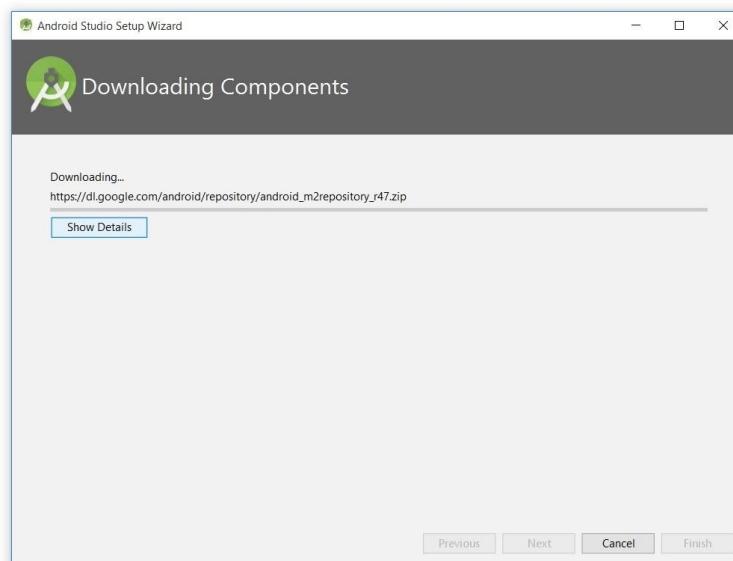 Android Studio Setup Wizard
Downloading Components
Downloading...
https://dl.google.com/android/repository/android_m2repository_r47.zip
Show Details
Previous Next Cancel Finish